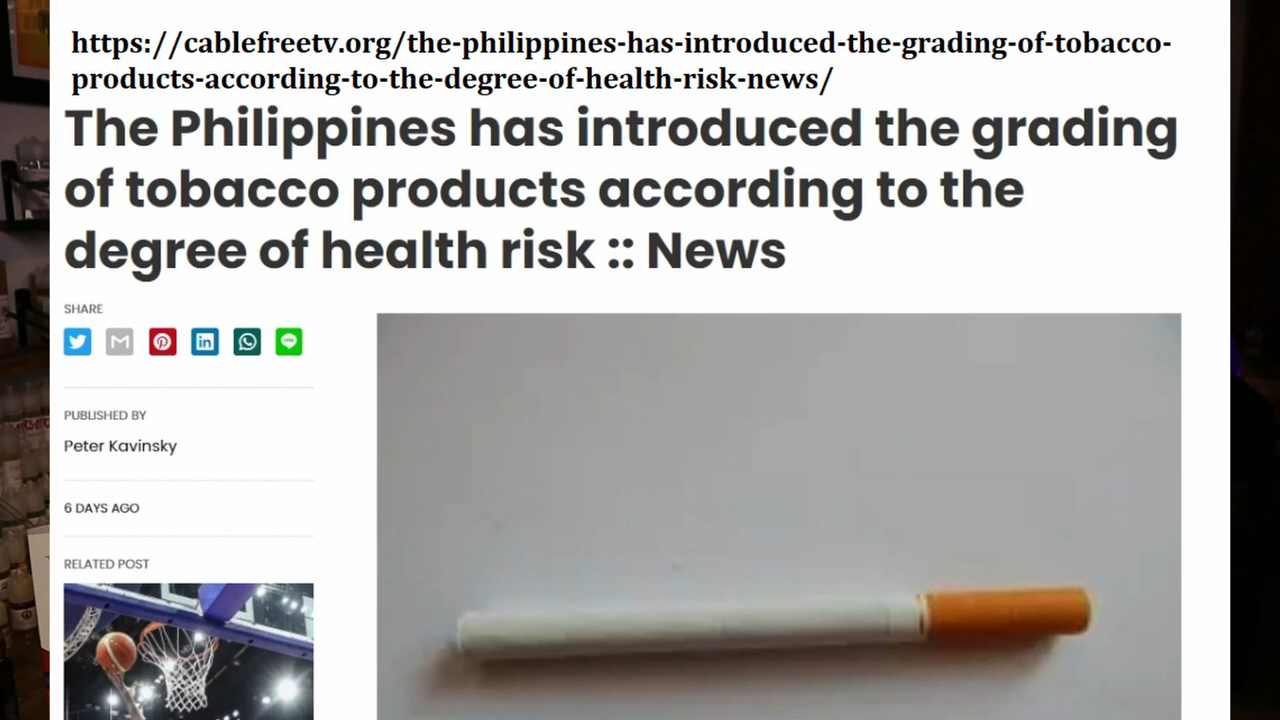 https://cablefreetv.org/the-philippines-has-introduced-the-grading-of-tobacco-
products-according-to-the-degree-of-health-risk-news/
The Philippines has introduced the grading
of tobacco products according to the
degree of health risk :: News
SHARE
PUBLISHED BY
Peter Kavinsky
6 DAYS AGO
RELATED POST